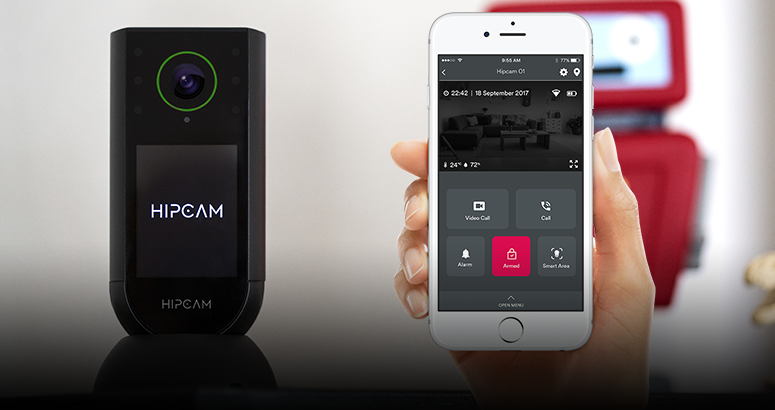 HIPCAM
HIPCAM
9:55 AM
77%
Hipcam 01
22:42 | 18 September 2017
24°C 72%
Video Call
Call
Alarm
Armed
Smart Area
OPEN MENU